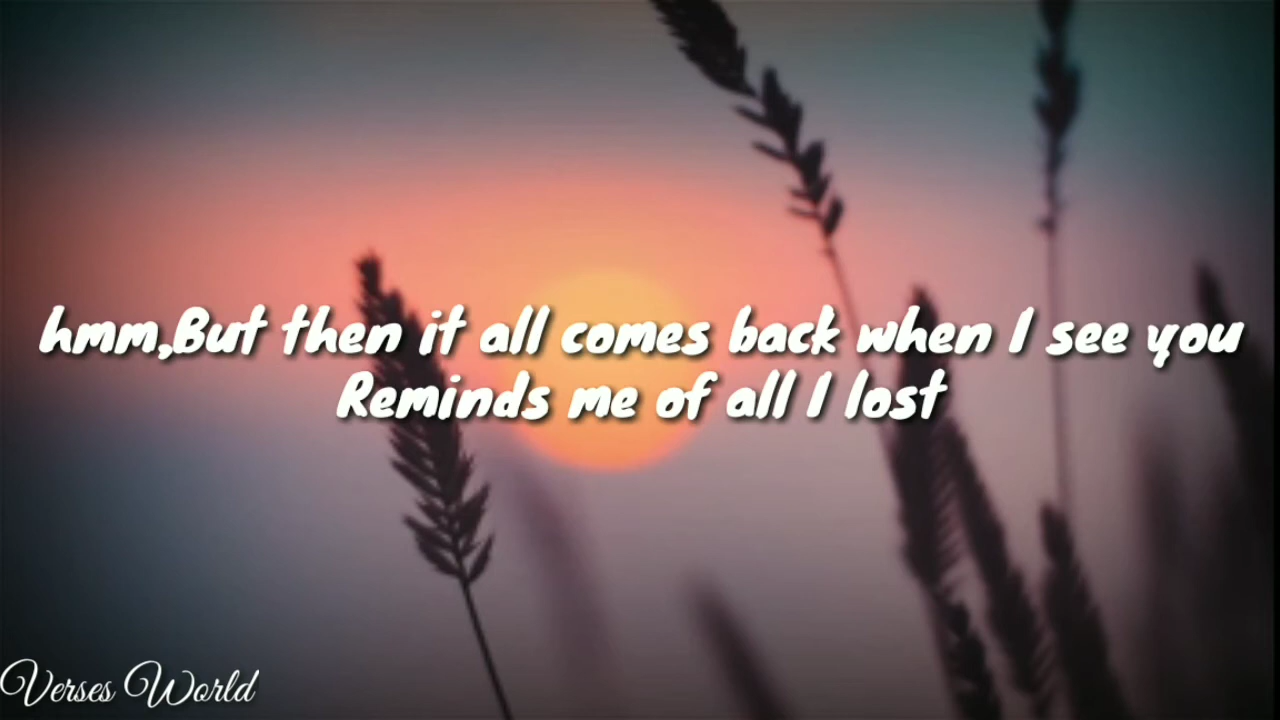 hmm,But then it all comes back when I see you
Reminds me of all I lost
Verses World